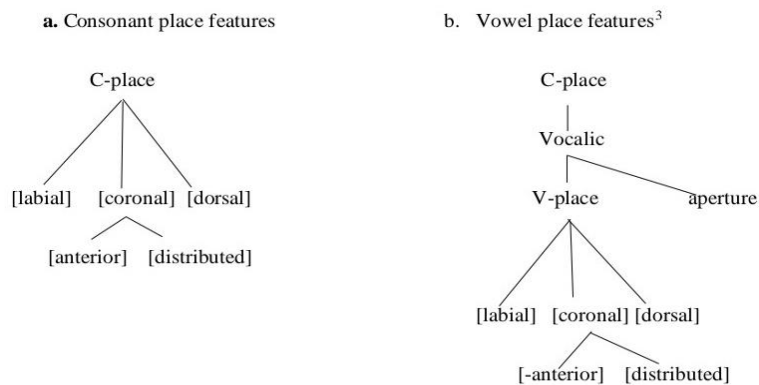 a. Consonant place features
b. Vowel place features³
C-place
C-place
Vocalic
[labial] [coronal] [dorsal]
V-place
aperture
[anterior] [distributed]
[labial] [coronal] [dorsal]
[-anterior] [distributed]